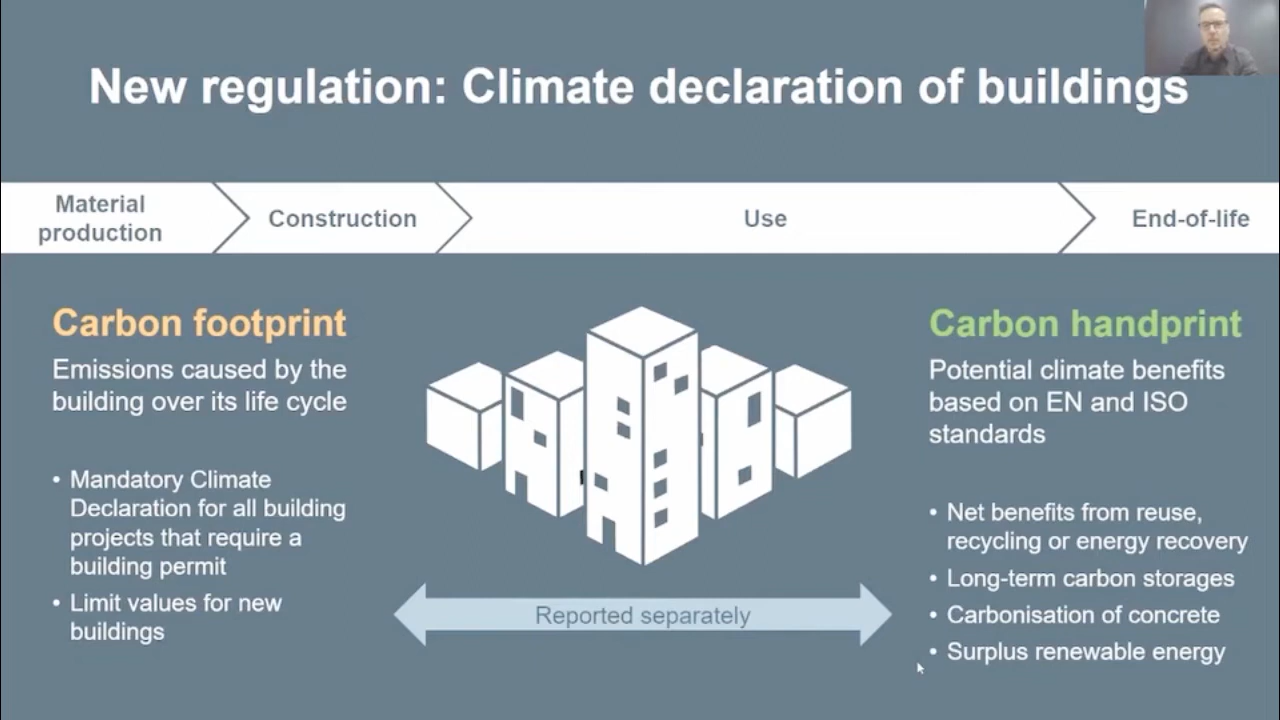 New regulation: Climate declaration of buildings
Material
production
Construction
Use
End-of-life
Carbon footprint
Emissions caused by the
building over its life cycle
• Mandatory Climate
Declaration for all building
projects that require a
building permit
• Limit values for new
buildings
Reported separately
Carbon handprint
Potential climate benefits
based on EN and ISO
standards
• Net benefits from reuse,
recycling or energy recovery
• Long-term carbon storages
• Carbonisation of concrete
• Surplus renewable energy